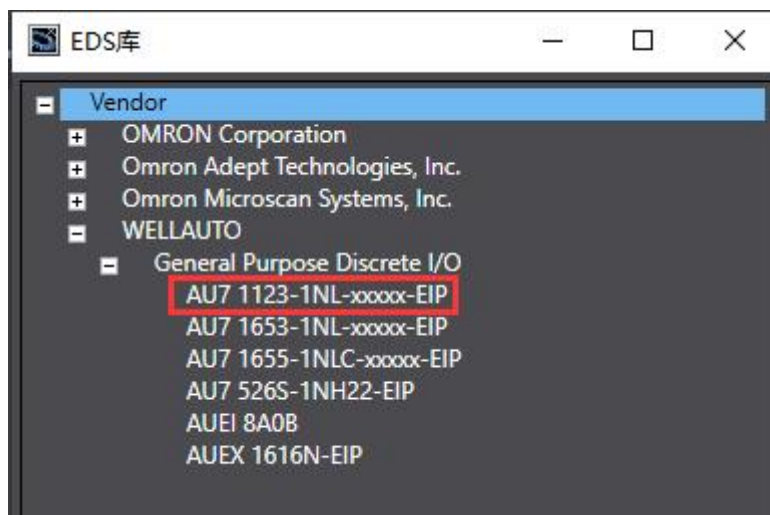 EDS库
Vendor
OMRON Corporation
Omron Adept Technologies, Inc.
Omron Microscan Systems, Inc.
WELLAUTO
General Purpose Discrete I/O
AU7 1123-1NL-xxxxx-EIP
AU7 1653-1NL-xxxxx-EIP
AU7 1655-1NLC-xxxxx-EIP
AU7 526S-1NH22-EIP
AUEI 8A0B
AUEX 1616N-EIP